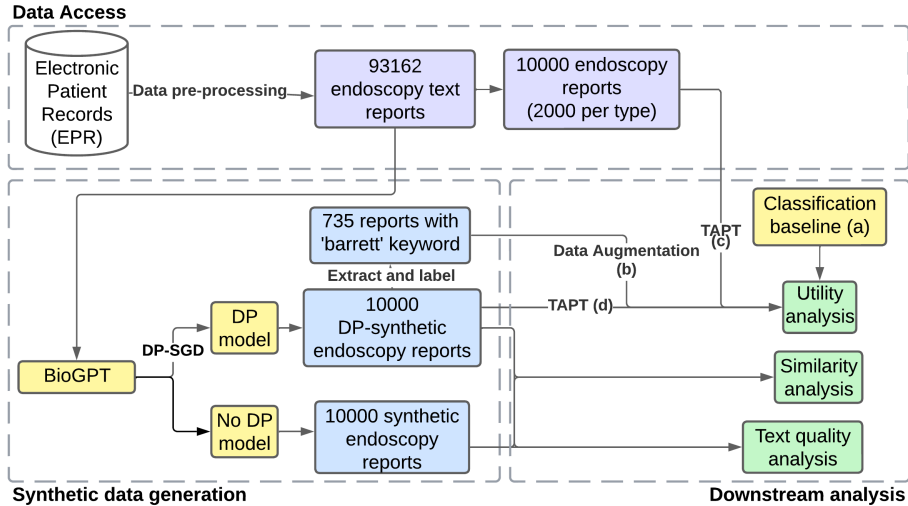 Data Access
Electronic
Patient
Records
(EPR)
Data pre-processing
93162
endoscopy text
reports
10000 endoscopy
reports
(2000 per type)
735 reports with
'barrett' keyword
Extract and label
10000
DP-synthetic
endoscopy reports
DP
model
DP-SGD
BioGPT
No DP
model
10000 synthetic
endoscopy
reports
Synthetic data generation
TAPT
(c)
Data Augmentation
(b)
TAPT (d)
Classification
baseline (a)
Utility
analysis
Similarity
analysis
Text quality
analysis
Downstream analysis